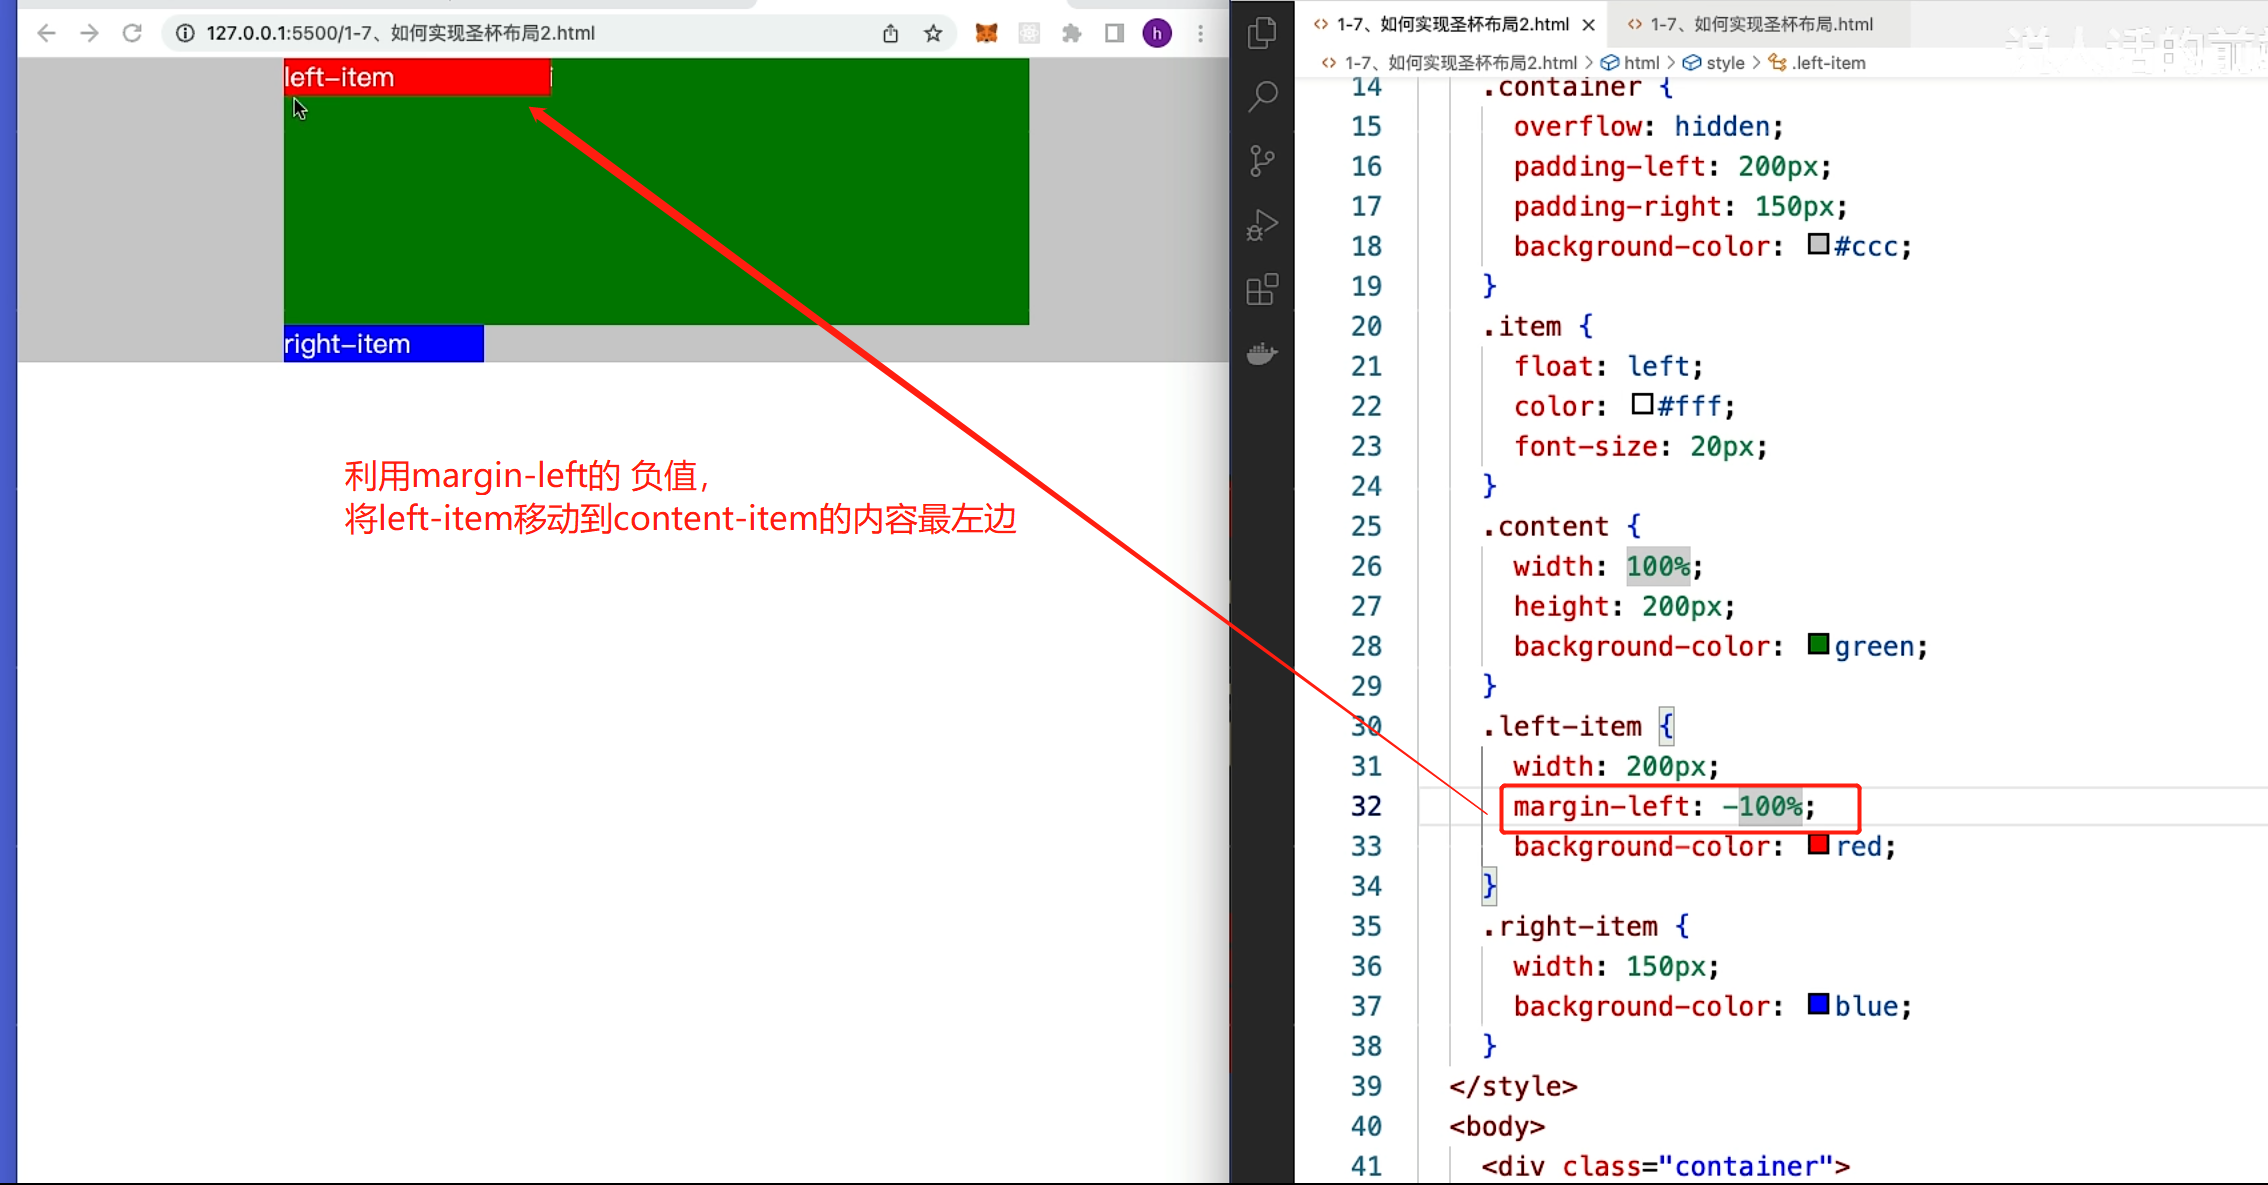 127.0.0.1:5500/1-7、如何实现圣杯布局2.html
h
left-item
right-item
利用margin-left的 负值，
将left-item移动到content-item的内容最左边
1-7、如何实现圣杯布局2.html
1-7、如何实现圣杯布局.html
1-7、如何实现圣杯布局2.html > html > style > .left-item
14 .container {
15 overflow: hidden;
16 padding-left: 200px;
17 padding-right: 150px;
18 background-color: #ccc;
19 }
20 .item {
21 float: left;
22 color: #fff;
23 font-size: 20px;
24 }
25 .content {
26 width: 100%;
27 height: 200px;
28 background-color: green;
29 }
30 .left-item {
31 width: 200px;
32 margin-left: -100%;
33 background-color: red;
34 }
35 .right-item {
36 width: 150px;
37 background-color: blue;
38 }
39 </style>
40 <body>
41 <div class="container">
说人话的前